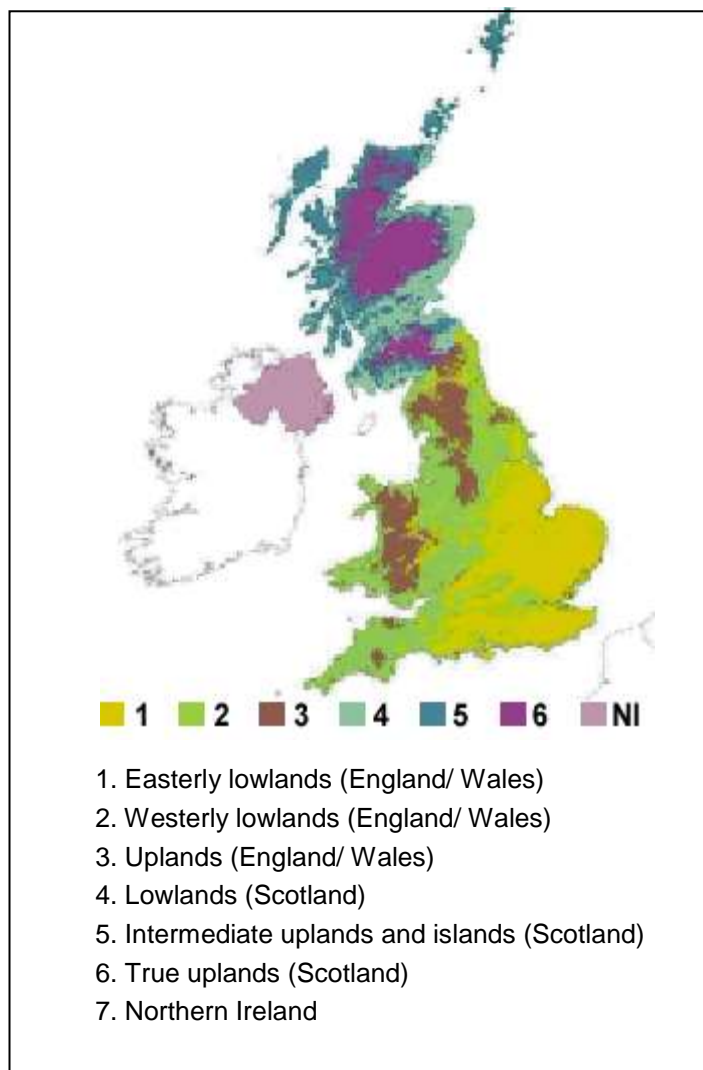 1 2 3 4 5 6 NI
1. Easterly lowlands (England/ Wales)
2. Westerly lowlands (England/ Wales)
3. Uplands (England/ Wales)
4. Lowlands (Scotland)
5. Intermediate uplands and islands (Scotland)
6. True uplands (Scotland)
7. Northern Ireland